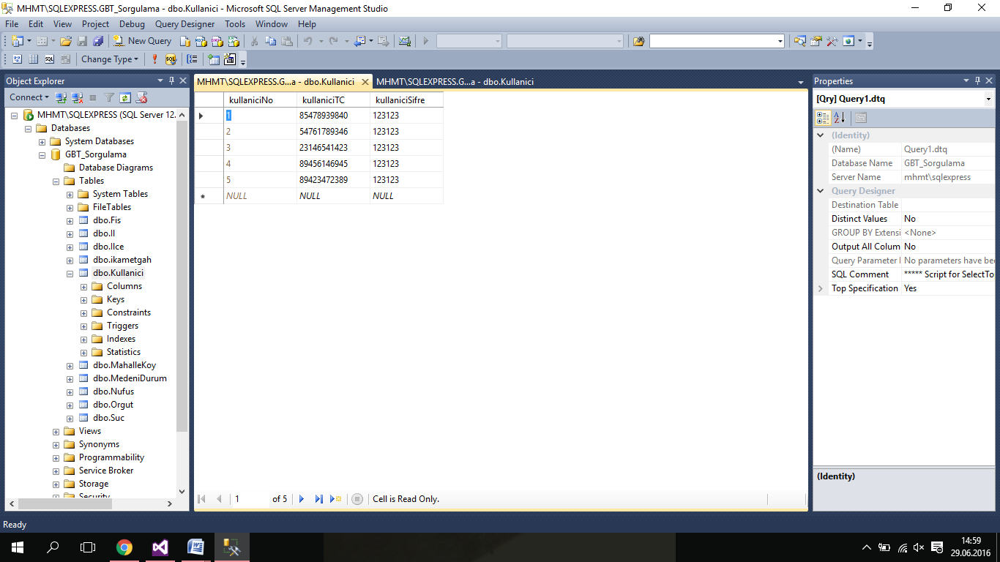 MHMT\SQLEXPRESS.GBT_Sorgulama - dbo.Kullanici - Microsoft SQL Server Management Studio
File Edit View Project Debug Query Designer Tools Window Help
New Query
Change Type
Object Explorer
Connect
MHMT\SQLEXPRESS (SQL Server 12.
Databases
System Databases
GBT_Sorgulama
Database Diagrams
Tables
System Tables
FileTables
dbo.Fis
dbo.Il
dbo.Ilce
dbo.ikametgah
dbo.Kullanici
Columns
Keys
Constraints
Triggers
Indexes
Statistics
dbo.MahalleKoy
dbo.MedeniDurum
dbo.Nufus
dbo.Orgut
dbo.Suc
Views
Synonyms
Programmability
Service Broker
Storage
Security
MHMT\SQLEXPRESS.G...a - dbo.Kullanici MHMT\SQLEXPRESS.G...a - dbo.Kullanici
kullaniciNo kullaniciTC kullaniciSifre
1 85478939840 123123
2 54761789346 123123
3 23146541423 123123
4 89456146945 123123
5 89423472389 123123
NULL NULL NULL
1 of 5 Cell is Read Only.
Properties
[Qry] Query1.dtq
(Identity)
(Name) Query1.dtq
Database Name GBT_Sorgulama
Server Name mhmt\sqlexpress
Query Designer
Destination Table
Distinct Values No
GROUP BY Extensi <None>
Output All Colum No
Query Parameter No parameters have bee
SQL Comment ***** Script for SelectTo
Top Specification Yes
(Identity)
Ready
14:59
29.06.2016